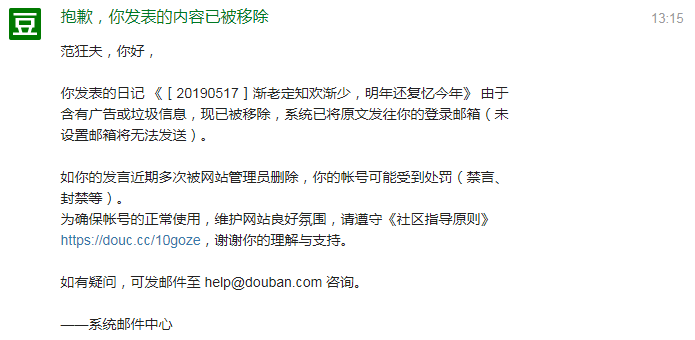 豆
抱歉，你发表的内容已被移除
13:15
范狂夫，你好，
你发表的日记 《［20190517］渐老定知欢渐少，明年还复忆今年》 由于
含有广告或垃圾信息，现已被移除，系统已将原文发往你的登录邮箱（未
设置邮箱将无法发送）。
如你的发言近期多次被网站管理员删除，你的帐号可能受到处罚（禁言、
封禁等）。
为确保帐号的正常使用，维护网站良好氛围，请遵守《社区指导原则》
https://douc.cc/10goze，谢谢你的理解与支持。
如有疑问，可发邮件至 help@douban.com 咨询。
——系统邮件中心